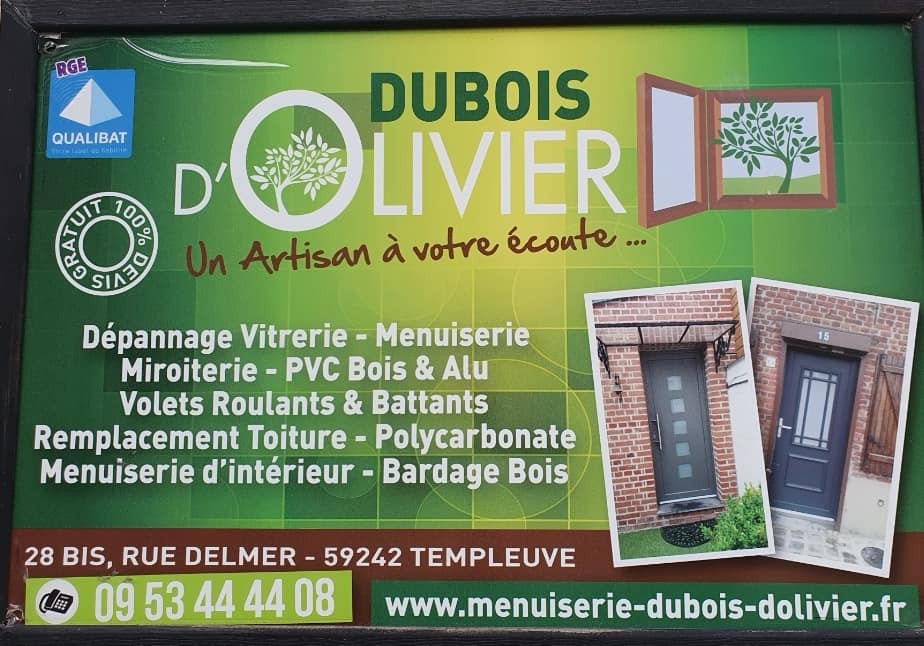 RGE
QUALIBAT
DUBOIS
D'OLIVIER
Un Artisan à votre écoute ...
GRATUIT 100% DEVIS
Dépannage Vitrerie - Menuiserie
Miroiterie - PVC Bois & Alu
Volets Roulants & Battants
Remplacement Toiture - Polycarbonate
Menuiserie d'intérieur - Bardage Bois
15
28 BIS, RUE DELMER - 59242 TEMPLEUVE
09 53 44 44 08
www.menuiserie-dubois-dolivier.fr